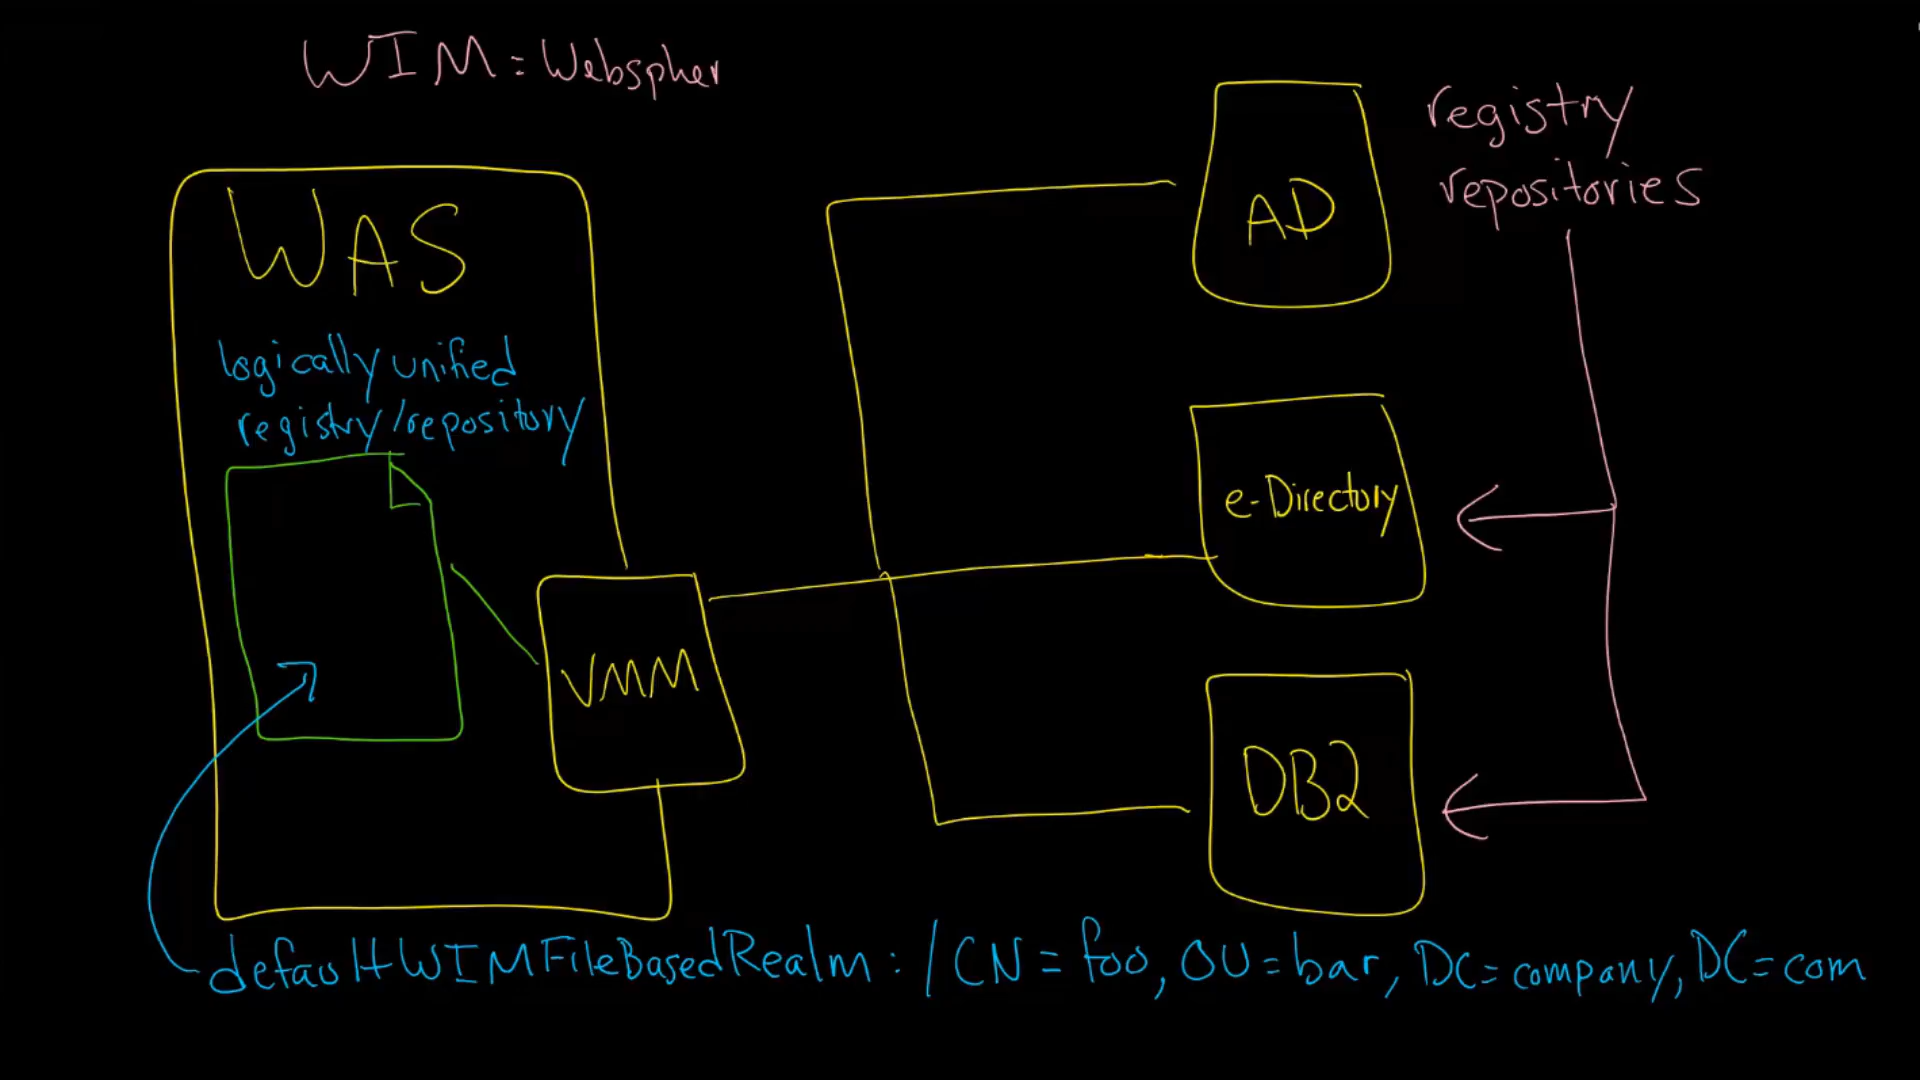 WIM = Webspher
WAS
logically unified
registry/repository
VMM
AD
e-Directory
DB2
registry
repositories
defaultWIMFileBasedRealm : / CN = foo, OU = bar, DC = company, DC = com